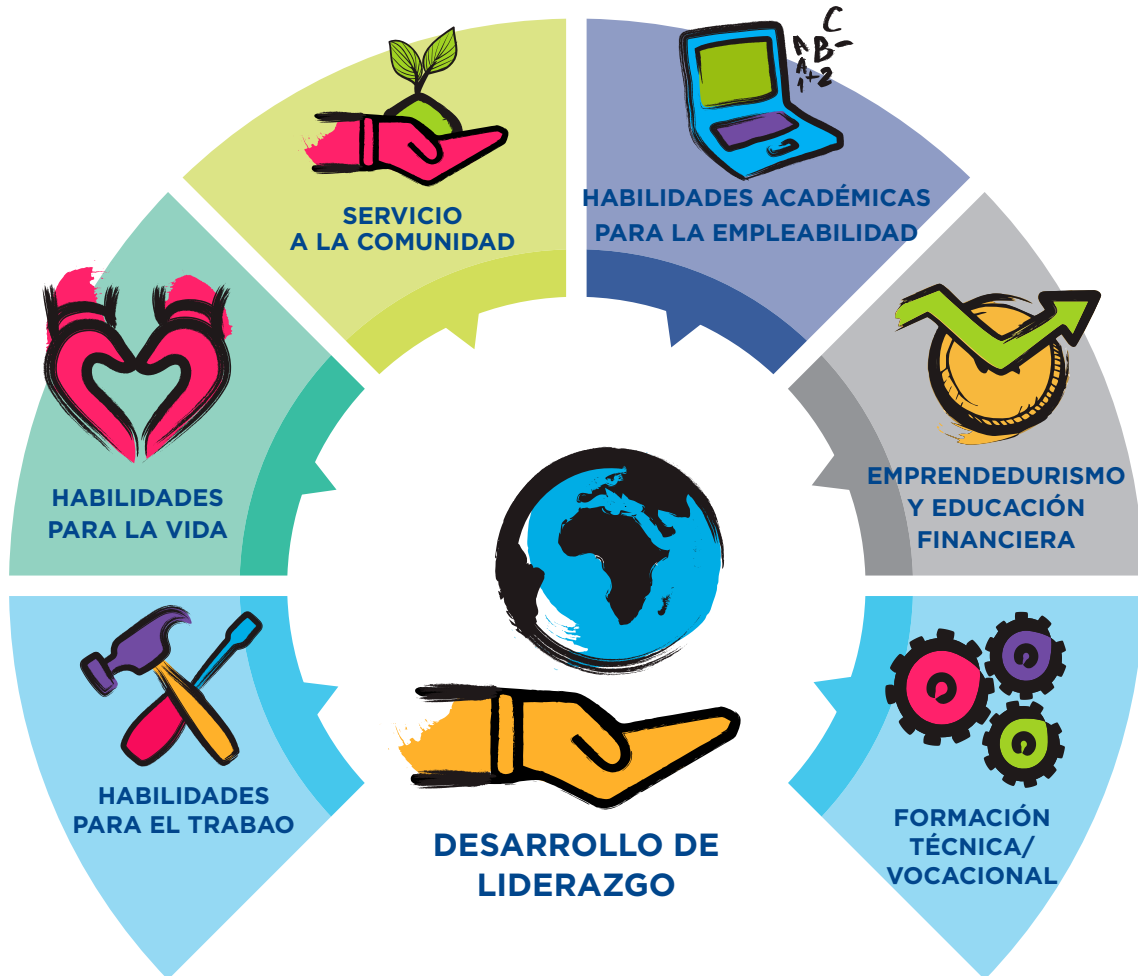 C
A B-
A
1+2
SERVICIO
A LA COMUNIDAD
HABILIDADES ACADÉMICAS
PARA LA EMPLEABILIDAD
HABILIDADES
PARA LA VIDA
EMPRENDEDURISMO
Y EDUCACIÓN
FINANCIERA
HABILIDADES
PARA EL TRABAO
FORMACIÓN
TÉCNICA/
VOCACIONAL
DESARROLLO DE
LIDERAZGO